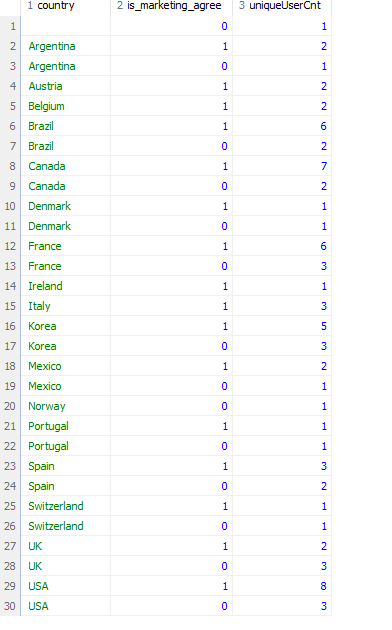 1 country 2 is_marketing_agree 3 uniqueUserCnt
1 0 1
2 Argentina 1 2
3 Argentina 0 1
4 Austria 1 2
5 Belgium 1 2
6 Brazil 1 6
7 Brazil 0 2
8 Canada 1 7
9 Canada 0 2
10 Denmark 1 1
11 Denmark 0 1
12 France 1 6
13 France 0 3
14 Ireland 1 1
15 Italy 1 3
16 Korea 1 5
17 Korea 0 3
18 Mexico 1 2
19 Mexico 0 1
20 Norway 0 1
21 Portugal 1 1
22 Portugal 0 1
23 Spain 1 3
24 Spain 0 2
25 Switzerland 1 1
26 Switzerland 0 1
27 UK 1 2
28 UK 0 3
29 USA 1 8
30 USA 0 3